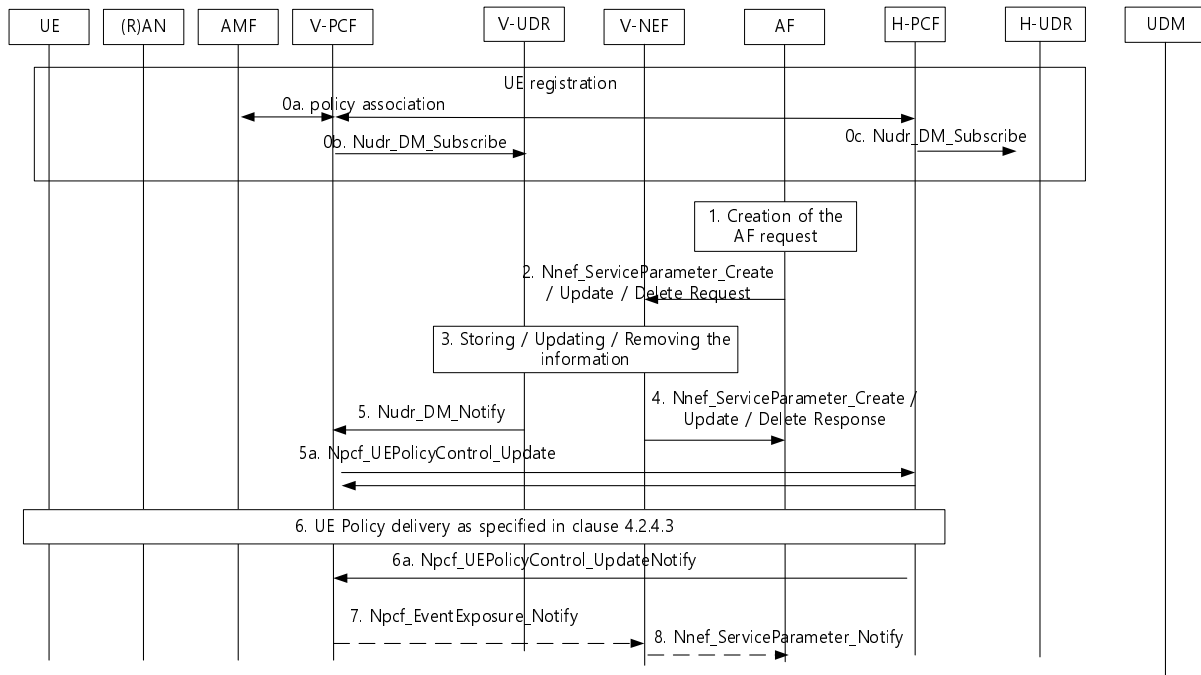 UE
(R)AN
AMF
V-PCF
V-UDR
V-NEF
AF
H-PCF
H-UDR
UDM
UE registration
0a. policy association
0b. Nudr_DM_Subscribe
0c. Nudr_DM_Subscribe
1. Creation of the
AF request
2. Nnef_ServiceParameter_Create
/ Update / Delete Request
3. Storing / Updating / Removing the
information
4. Nnef_ServiceParameter_Create /
Update / Delete Response
5. Nudr_DM_Notify
5a. Npcf_UEPolicyControl_Update
6. UE Policy delivery as specified in clause 4.2.4.3
6a. Npcf_UEPolicyControl_UpdateNotify
7. Npcf_EventExposure_Notify
8. Nnef_ServiceParameter_Notify